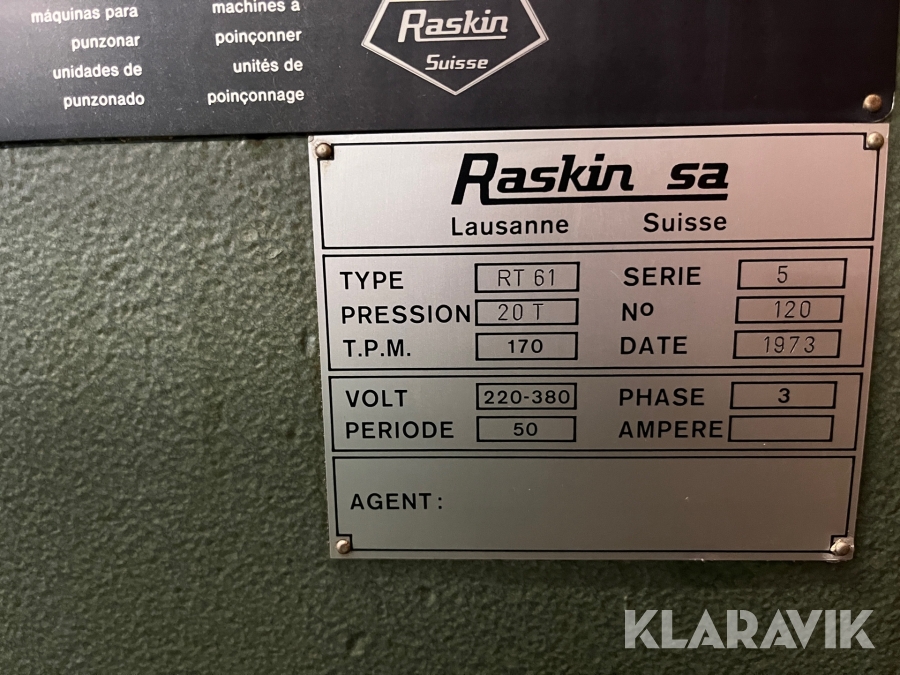 máquinas para
punzonar
unidades de
punzonado
machines a
poinçonner
unités de
poinçonnage
Raskin
Suisse
Raskin sa
Lausanne Suisse
TYPE RT 61 SERIE 5
PRESSION 20 T Nº 120
T.P.M. 170 DATE 1973
VOLT 220-380 PHASE 3
PERIODE 50 AMPERE
AGENT:
KLARAVIK